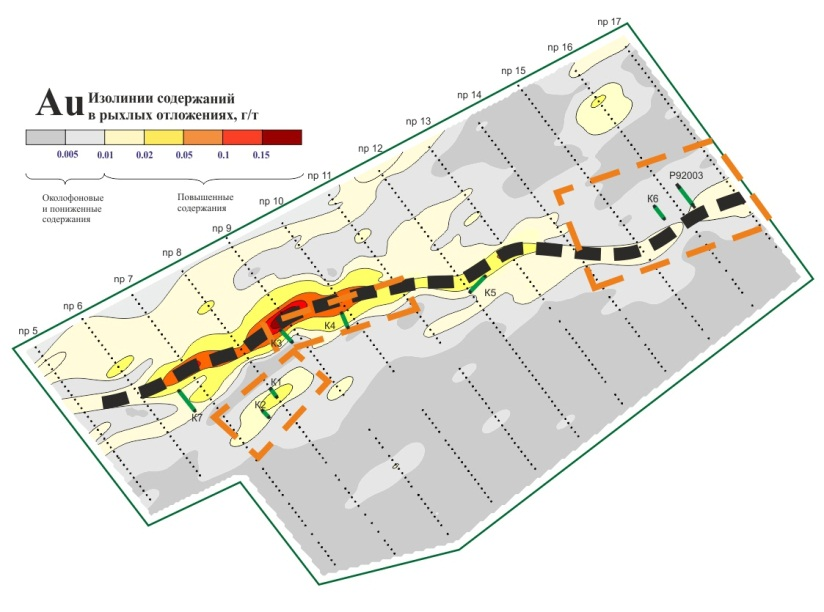 Au Изолинии содержаний
в рыхлых отложениях, г/т
0.005 0.01 0.02 0.05 0.1 0.15
Околофоновые
и пониженные
содержания
Повышенные
содержания
пр 5
пр 6
пр 7
пр 8
пр 9
пр 10
пр 11
пр 12
пр 13
пр 14
пр 15
пр 16
пр 17
Р92003
К6
К5
К4
К3
К1
К2
К7